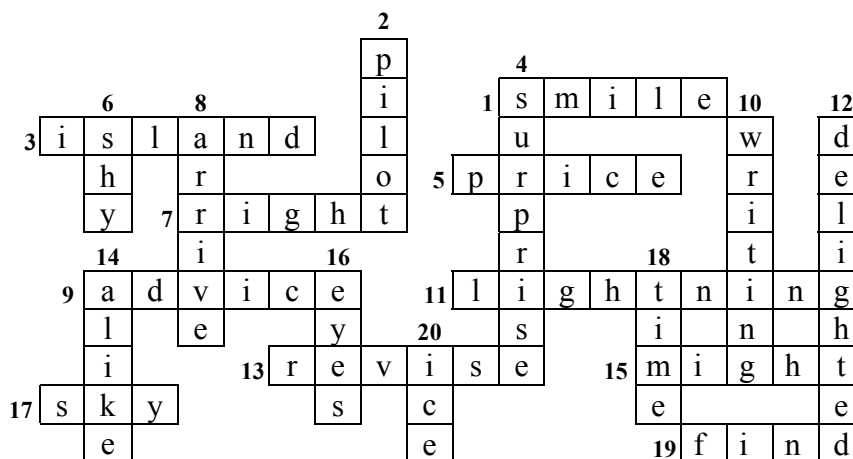 2
p 4
6 8 i 1 s m i l e 10 12
3 i s l a n d l u w d
h r o 5 p r i c e r e
y 7 r i g h t p i l
14 i 16 r 18 t i
9 a d v i c e 11 l i g h t n i n g
l e y 20 s i n h
i 13 r e v i s e 15 m i g h t
17 s k y s c e e
e e 19 f i n d